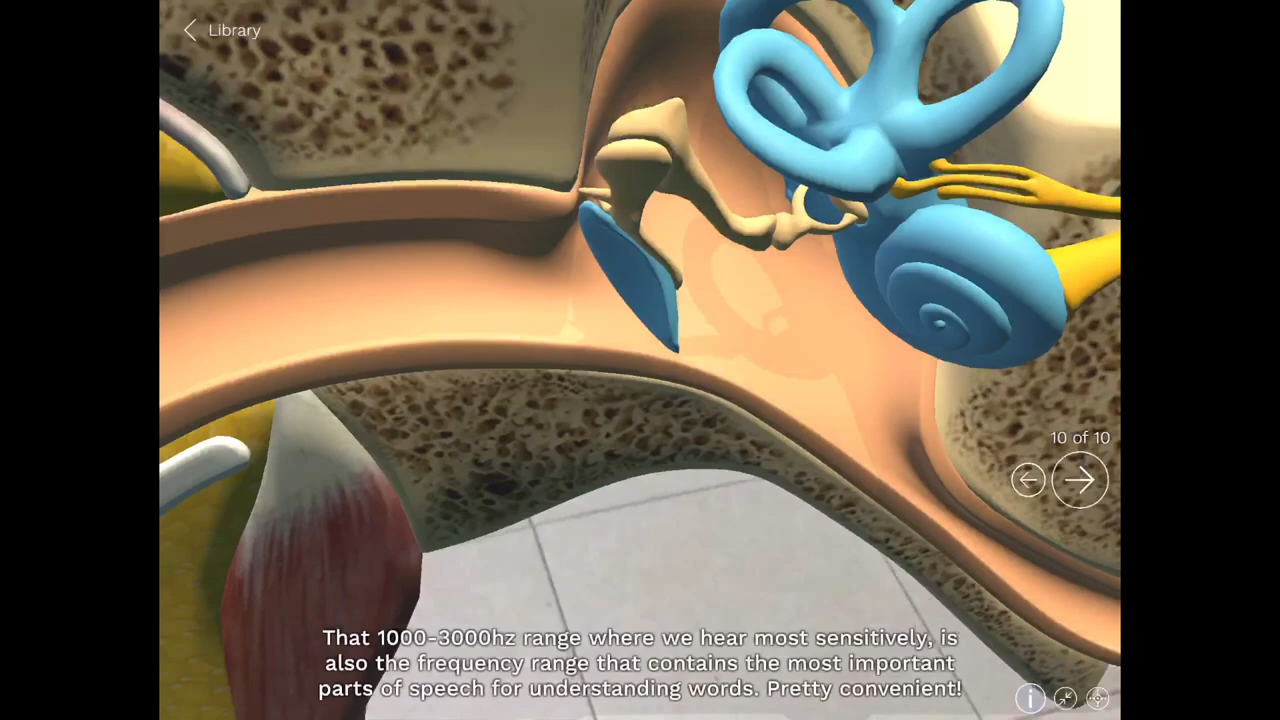 Library
10 of 10
That 1000-3000hz range where we hear most sensitively, is
also the frequency range that contains the most important
parts of speech for understanding words. Pretty convenient!
i